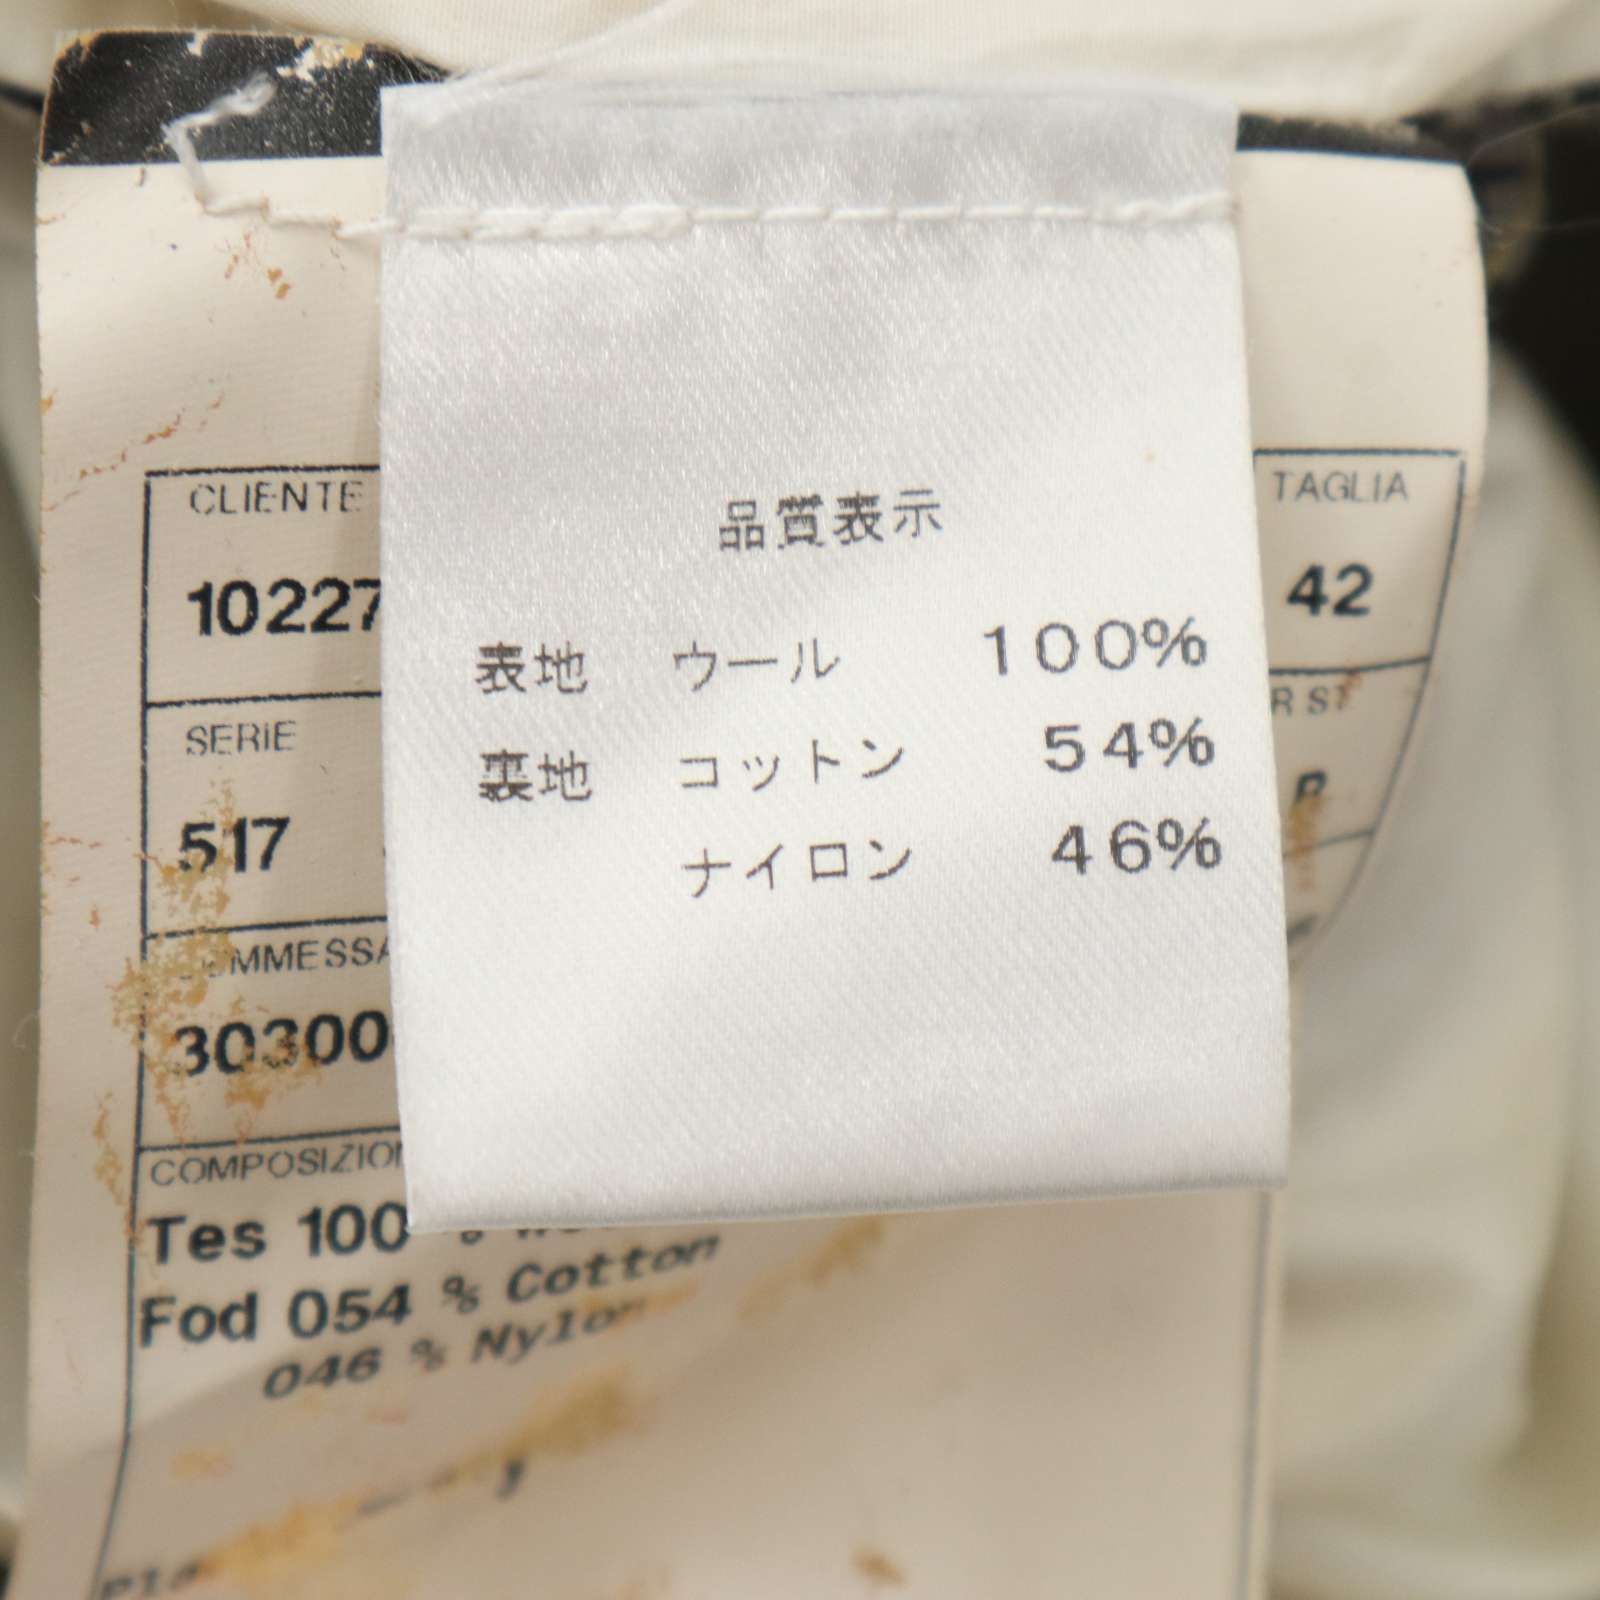 CLIENTE
10227
TAGLIA
42
品質表示
表地 ウール 100%
裏地 コットン 54%
ナイロン 46%
SERIE
517
R ST
R
30300
Tes 100 %
Fod 054 % Cotton
046 % Nylon